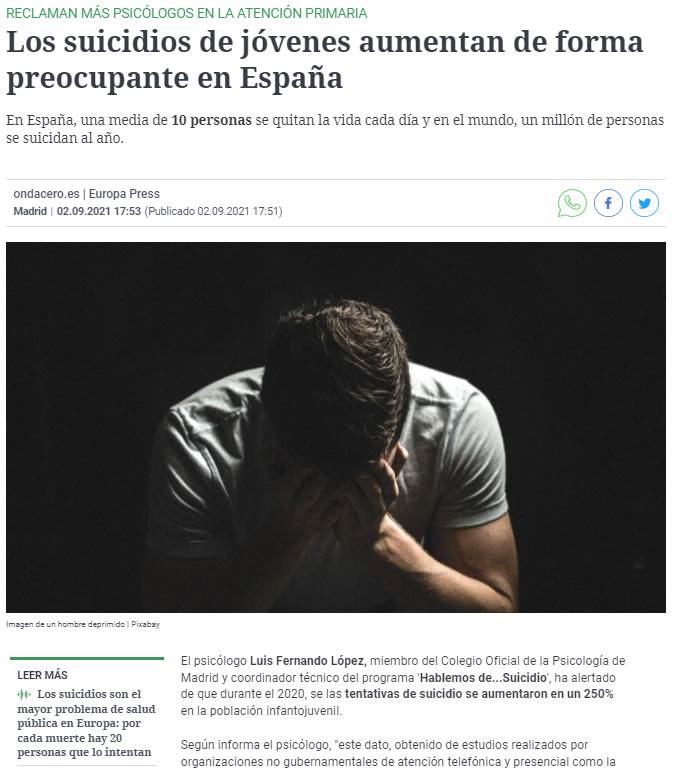 RECLAMAN MÁS PSICÓLOGOS EN LA ATENCIÓN PRIMARIA
Los suicidios de jóvenes aumentan de forma
preocupante en España
En España, una media de 10 personas se quitan la vida cada día y en el mundo, un millón de personas
se suicidan al año.
ondacero.es | Europa Press
Madrid | 02.09.2021 17:53 (Publicado 02.09.2021 17:51)
Imagen de un hombre deprimido | Pixabay
LEER MÁS
Los suicidios son el
mayor problema de salud
pública en Europa: por
cada muerte hay 20
personas que lo intentan
El psicólogo Luis Fernando López, miembro del Colegio Oficial de la Psicología de
Madrid y coordinador técnico del programa 'Hablemos de...Suicidio', ha alertado
de que durante el 2020, se las tentativas de suicidio se aumentaron en un 250%
en la población infantojuvenil.
Según informa el psicólogo, "este dato, obtenido de estudios realizados por
organizaciones no gubernamentales de atención telefónica y presencial como la